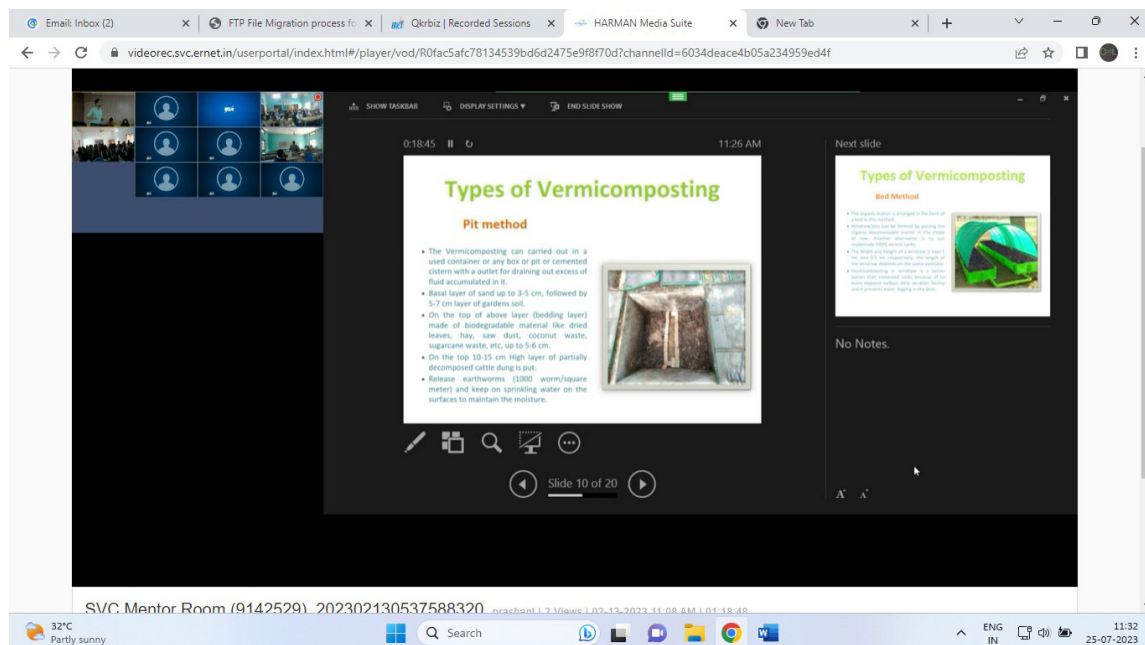 Email: Inbox (2)
FTP File Migration process fo
Qkrbiz | Recorded Sessions
HARMAN Media Suite
New Tab
videorec.svc.ernet.in/userportal/index.html#/player/vod/R0fac5afc78134539bd6d2475e9f8f70d?channelId=6034deace4b05a234959ed4f
SHOW TASKBAR
DISPLAY SETTINGS
END SLIDE SHOW
0:18:45
11:26 AM
Types of Vermicomposting
Pit method
• The Vermicomposting can carried out in a
used container or any box or pit or cemented
cistern with a outlet for draining out excess of
fluid accumulated in it.
• Basal layer of sand up to 3-5 cm, followed by
5-7 cm layer of gardens soil.
• On the top of above layer (bedding layer)
made of biodegradable material like dried
leaves, hay, saw dust, coconut waste,
sugarcane waste, etc, up to 5-6 cm.
• On the top 10-15 cm High layer of partially
decomposed cattle dung is put.
• Release earthworms (1000 worm/square
meter) and keep on sprinkling water on the
surfaces to maintain the moisture.
Slide 10 of 20
Next slide
Types of Vermicomposting
Bed Method
No Notes.
A A
SVC Mentor Room (9142529)_202302130537588320 prashant | 2 Views | 02-13-2023 11:08 AM | 01:18:48
32°C
Partly sunny
Search
ENG
IN
11:32
25-07-2023